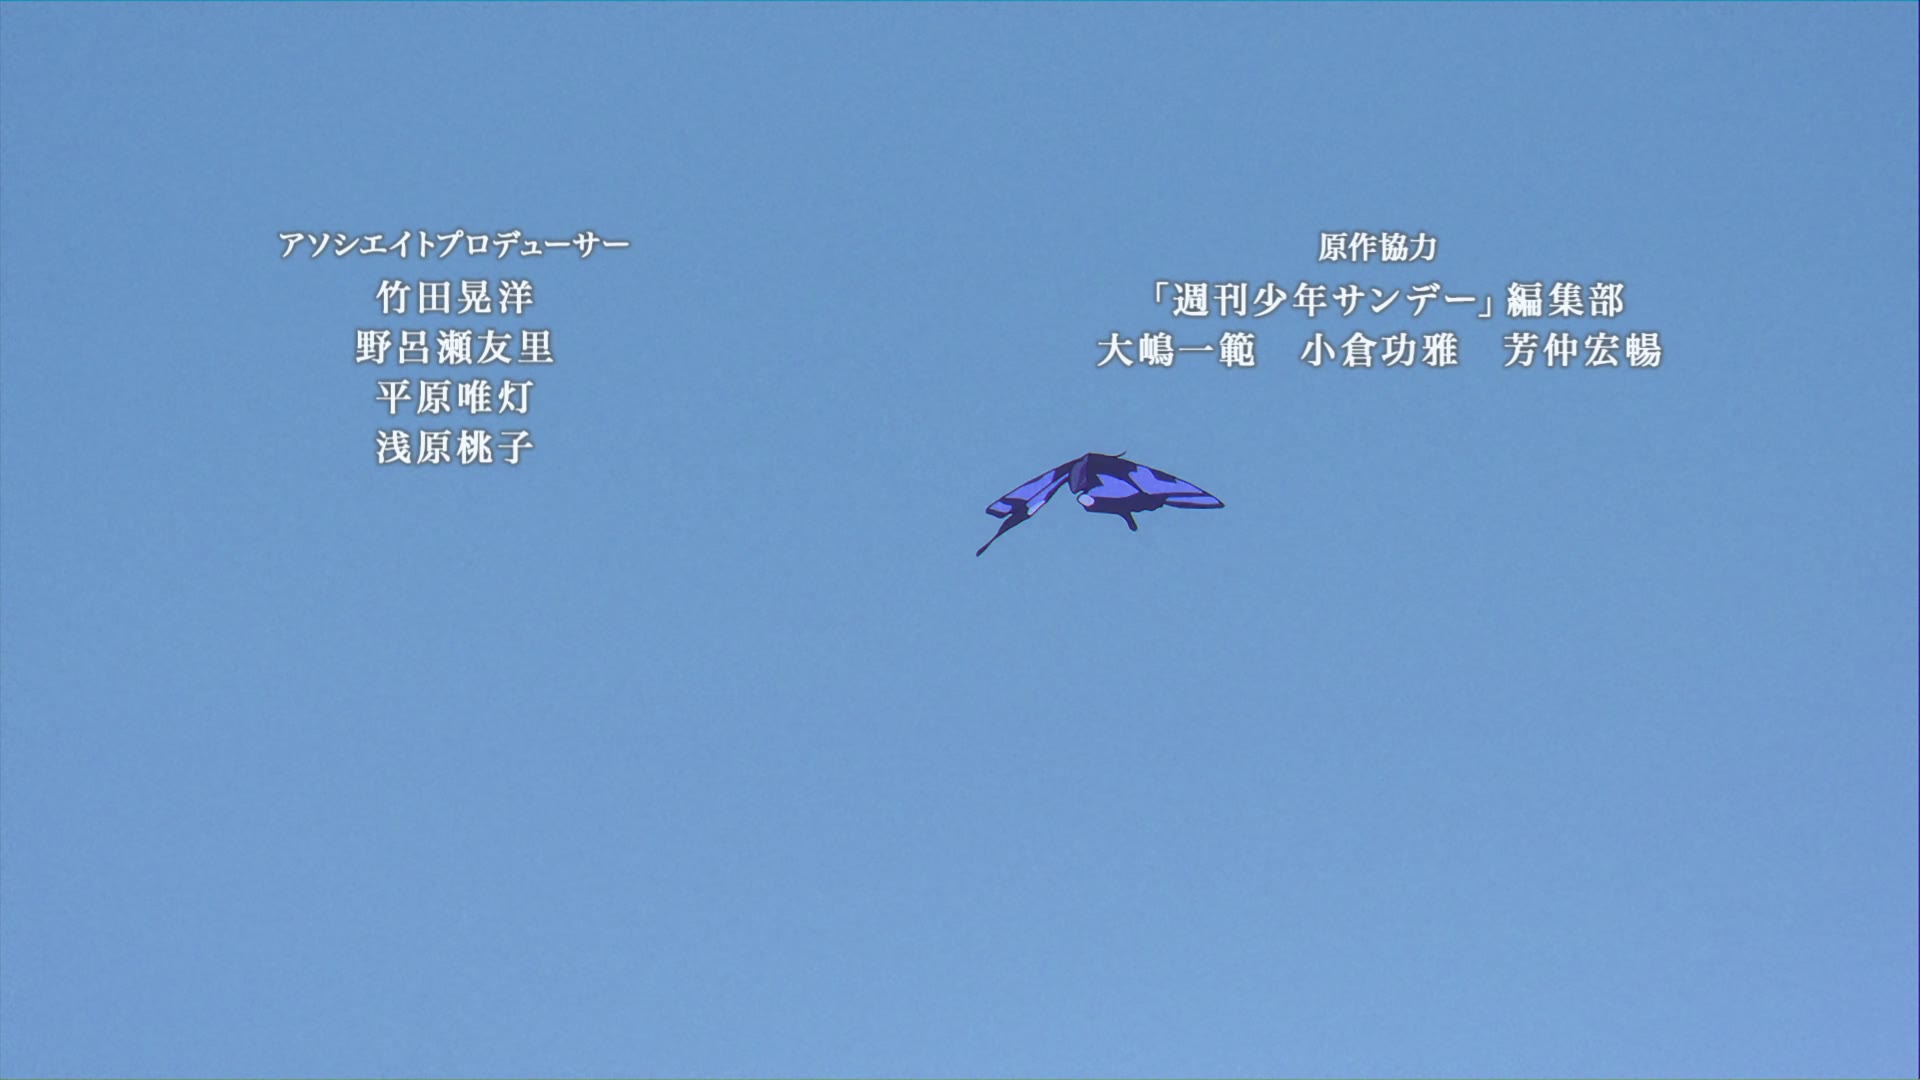 アソシエイトプロデューサー
竹田晃洋
野呂瀬友里
平原唯灯
浅原桃子
原作協力
「週刊少年サンデー」編集部
大嶋一範　小倉功雅　芳仲宏暢